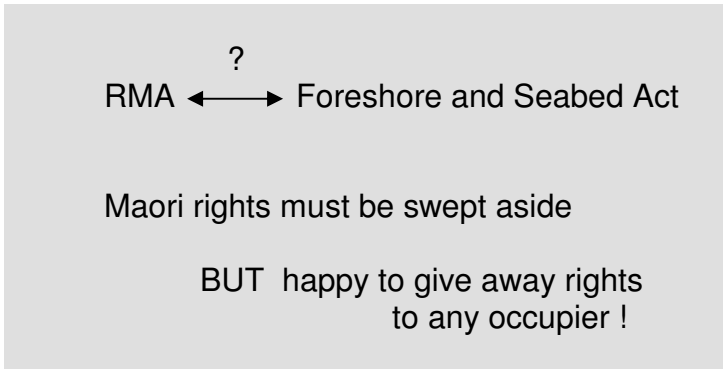 ?
RMA ⟷ Foreshore and Seabed Act
Maori rights must be swept aside
BUT happy to give away rights
to any occupier !